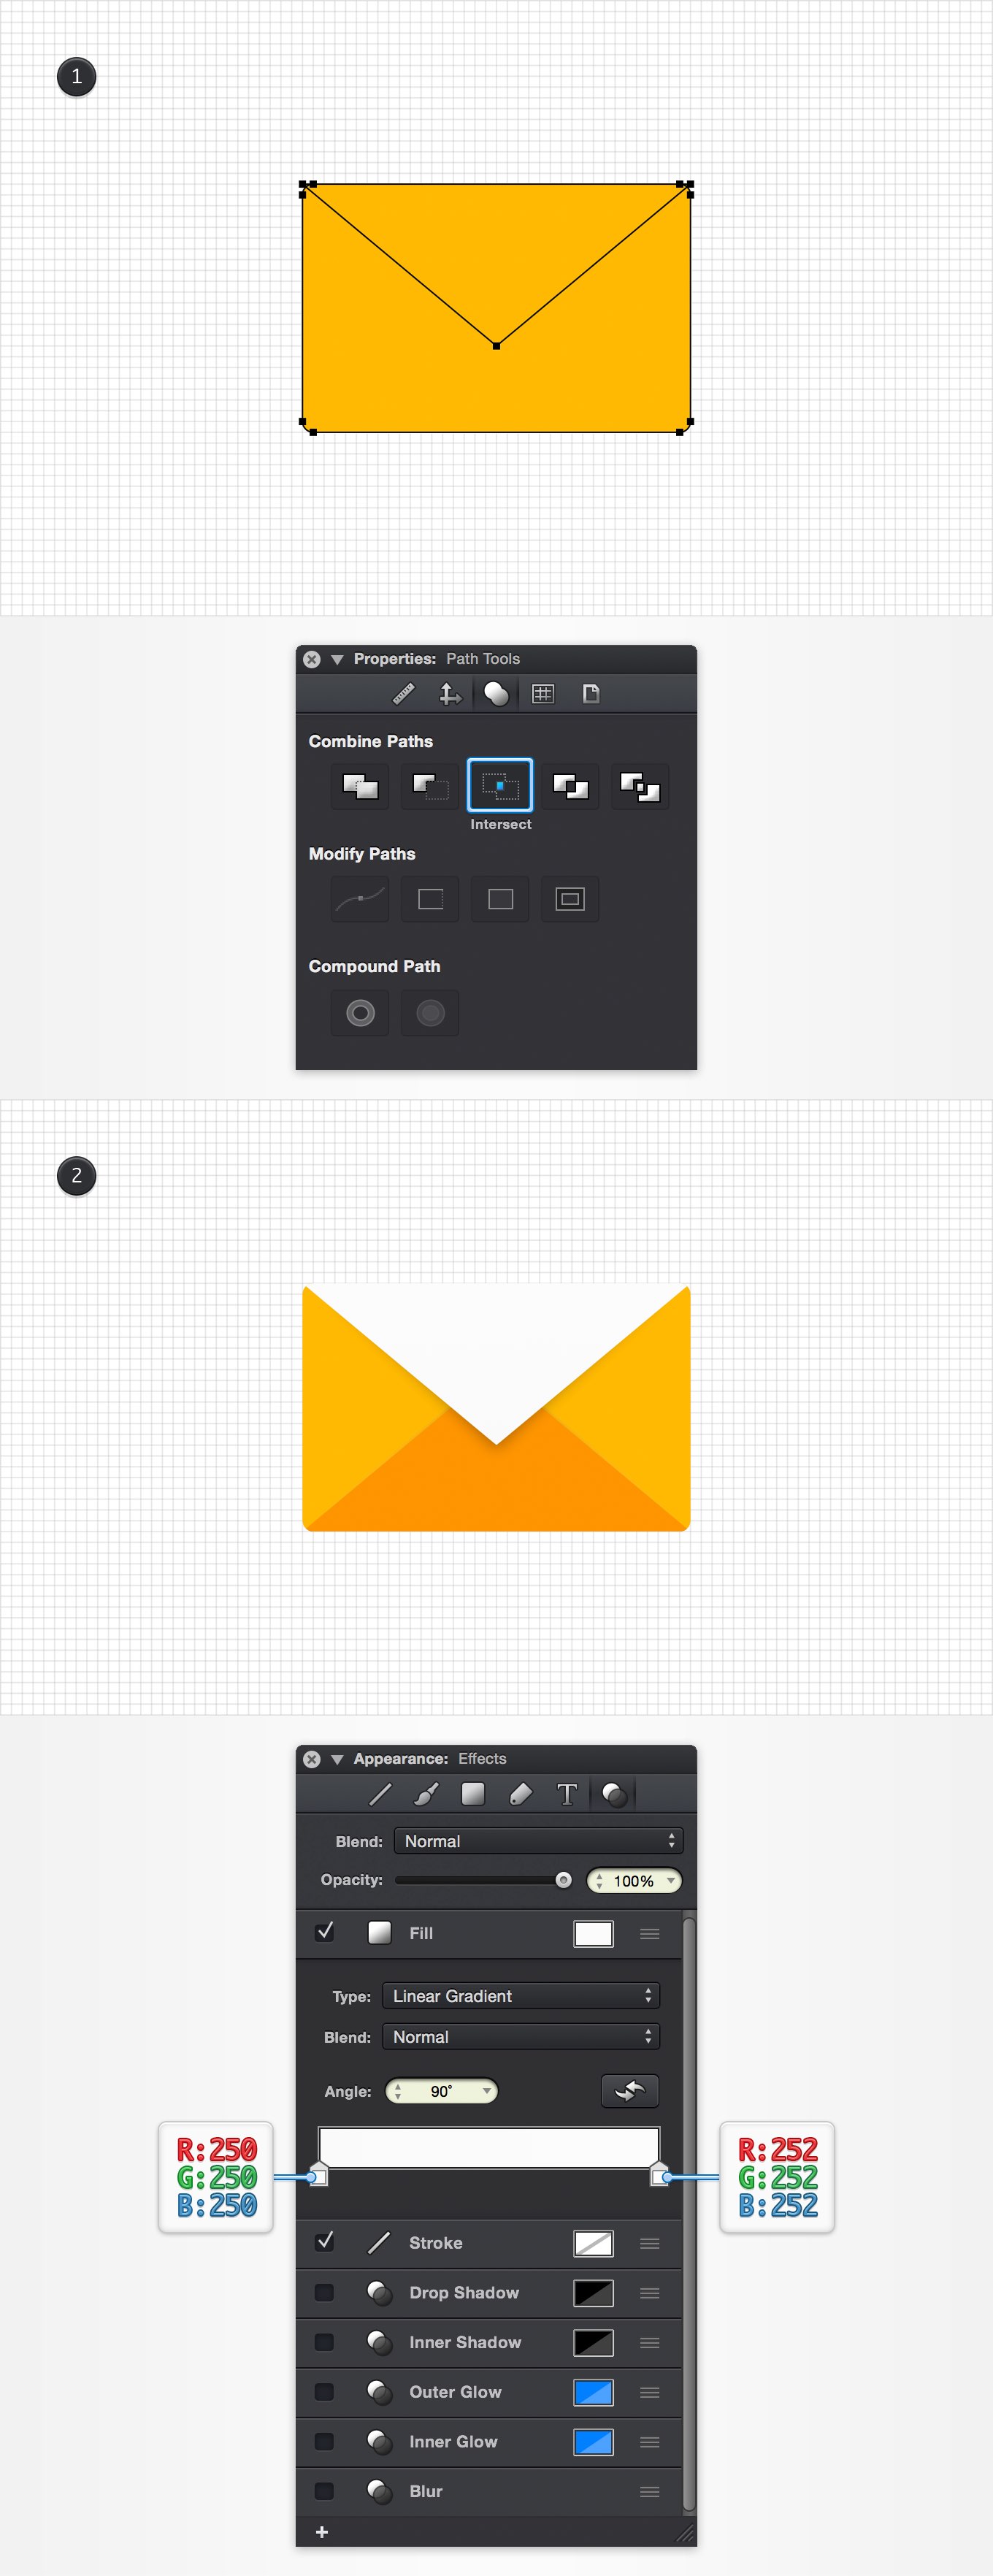 1
Properties: Path Tools
Combine Paths
Intersect
Modify Paths
Compound Path
2
Appearance: Effects
T
Blend: Normal
Opacity: 100%
Fill
Type: Linear Gradient
Blend: Normal
Angle: 90°
R:250
G:250
B:250
R:252
G:252
B:252
Stroke
Drop Shadow
Inner Shadow
Outer Glow
Inner Glow
Blur
+